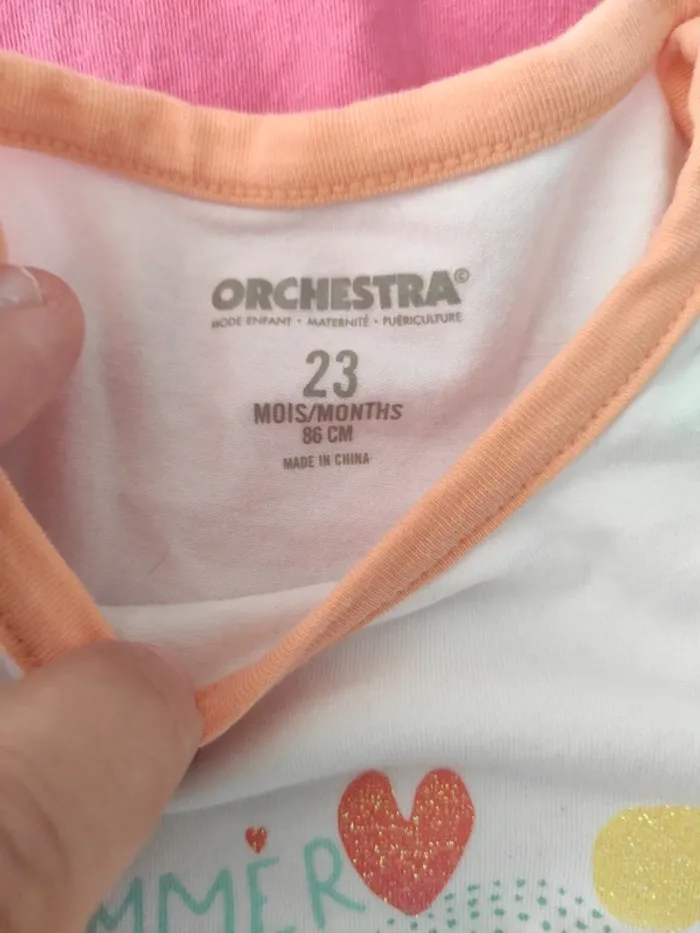 ORCHESTRA©
MODE ENFANT • MATERNITÉ • PUÉRICULTURE
23
MOIS/MONTHS
86 CM
MADE IN CHINA